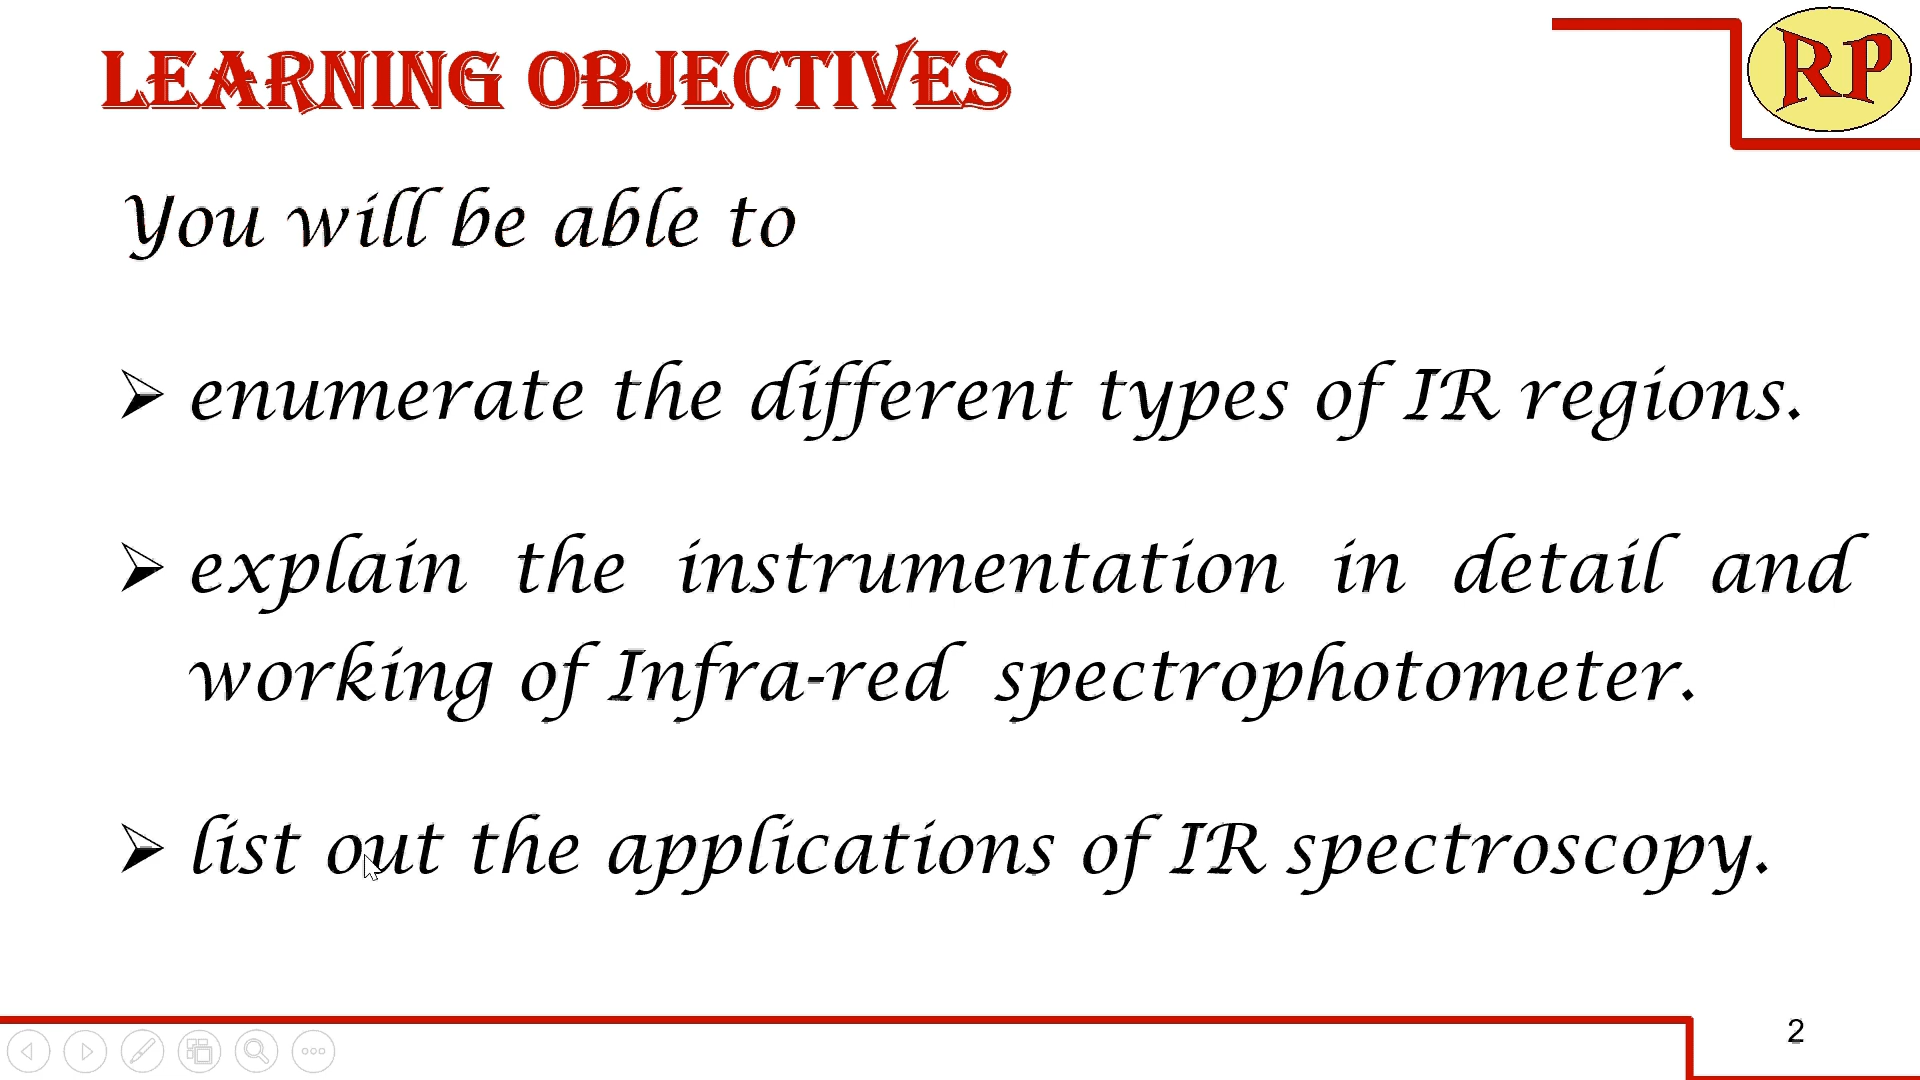 LEARNING OBJECTIVES
RP
You will be able to
➢ enumerate the different types of IR regions.
➢ explain the instrumentation in detail and
working of Infra-red spectrophotometer.
➢ list out the applications of IR spectroscopy.
2